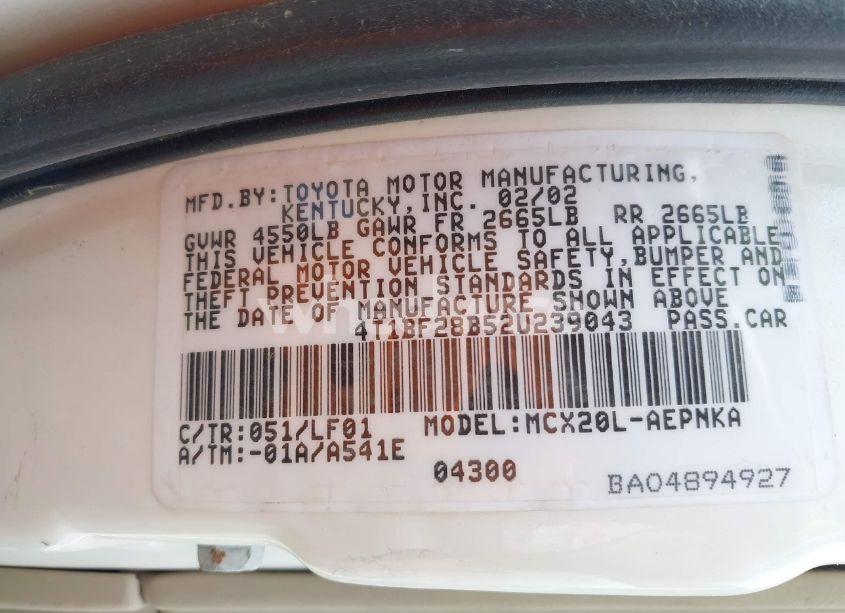 MFD.BY:TOYOTA MOTOR MANUFACTURING,
KENTUCKY,INC. 02/02
GVWR 4550LB GAWR FR 2665LB RR 2665LB
THIS VEHICLE CONFORMS TO ALL APPLICABLE
FEDERAL MOTOR VEHICLE SAFETY,BUMPER AND
THEFT PREVENTION STANDARDS IN EFFECT ON
THE DATE OF MANUFACTURE SHOWN ABOVE
4T1BF28B52U239043 PASS.CAR
C/TR:051/LF01 MODEL:MCX20L-AEPNKA
A/TM:-01A/A541E
04300
BA04894927